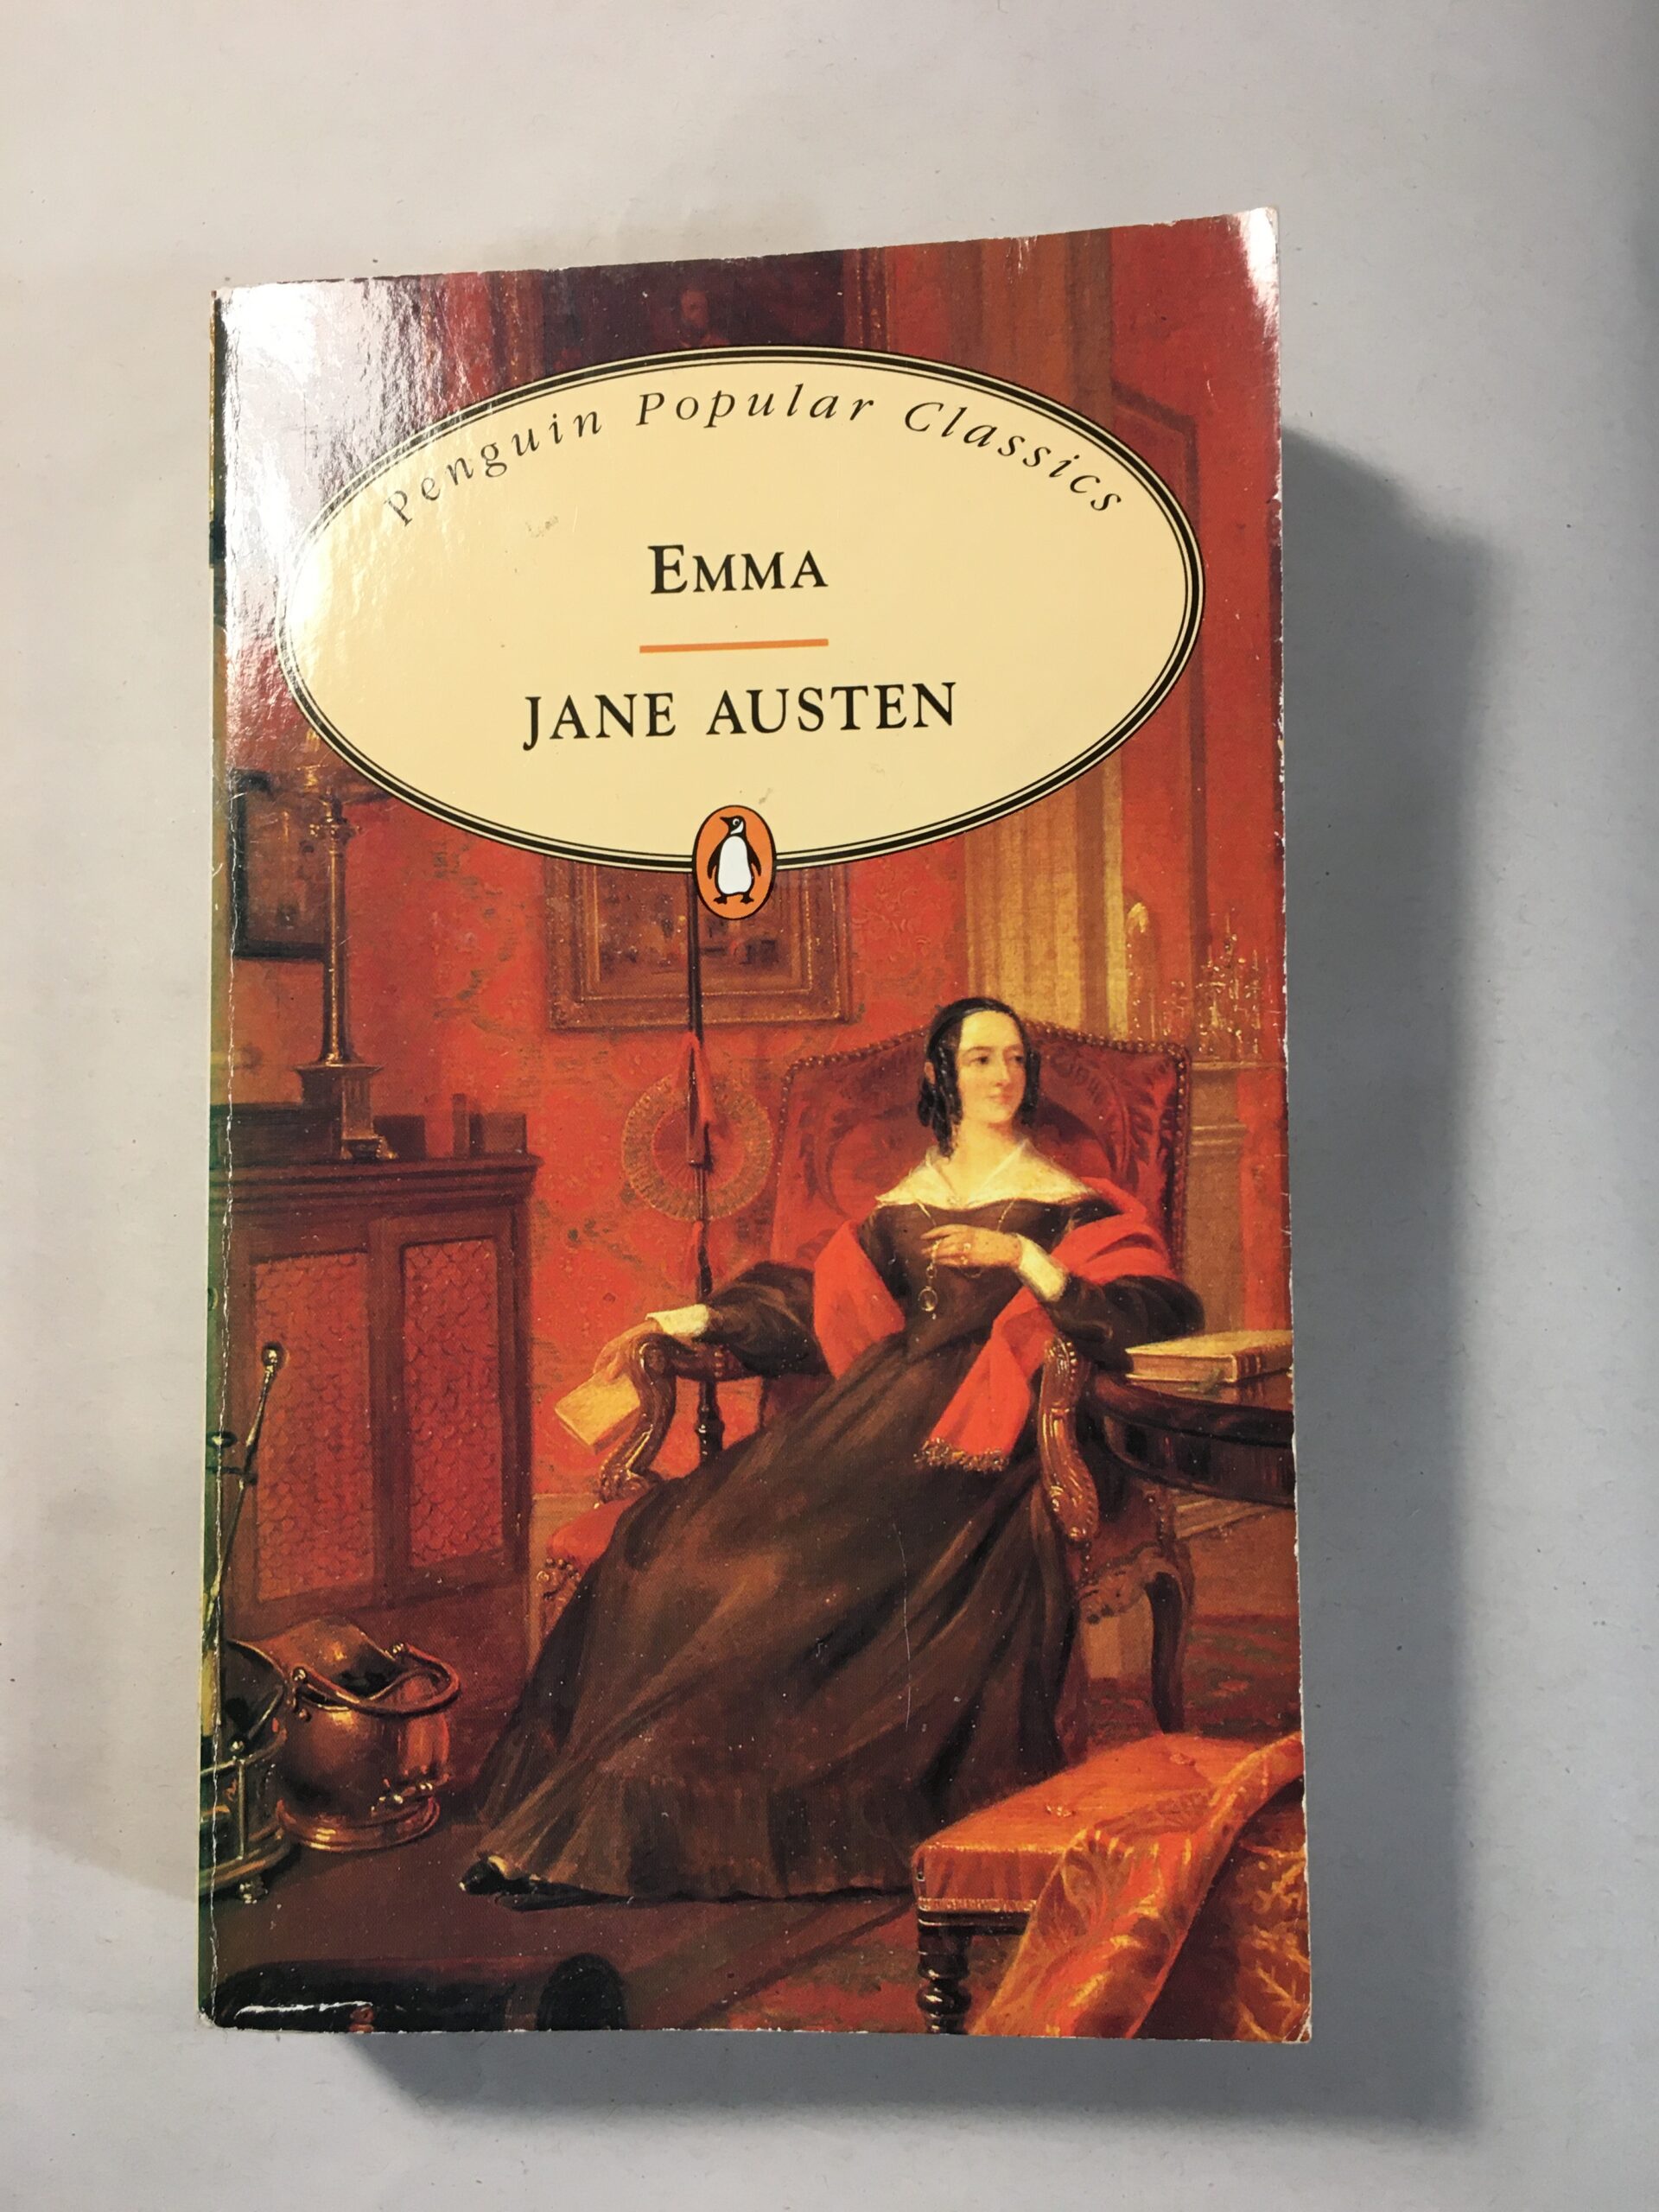 Penguin Popular Classics
EMMA
JANE AUSTEN